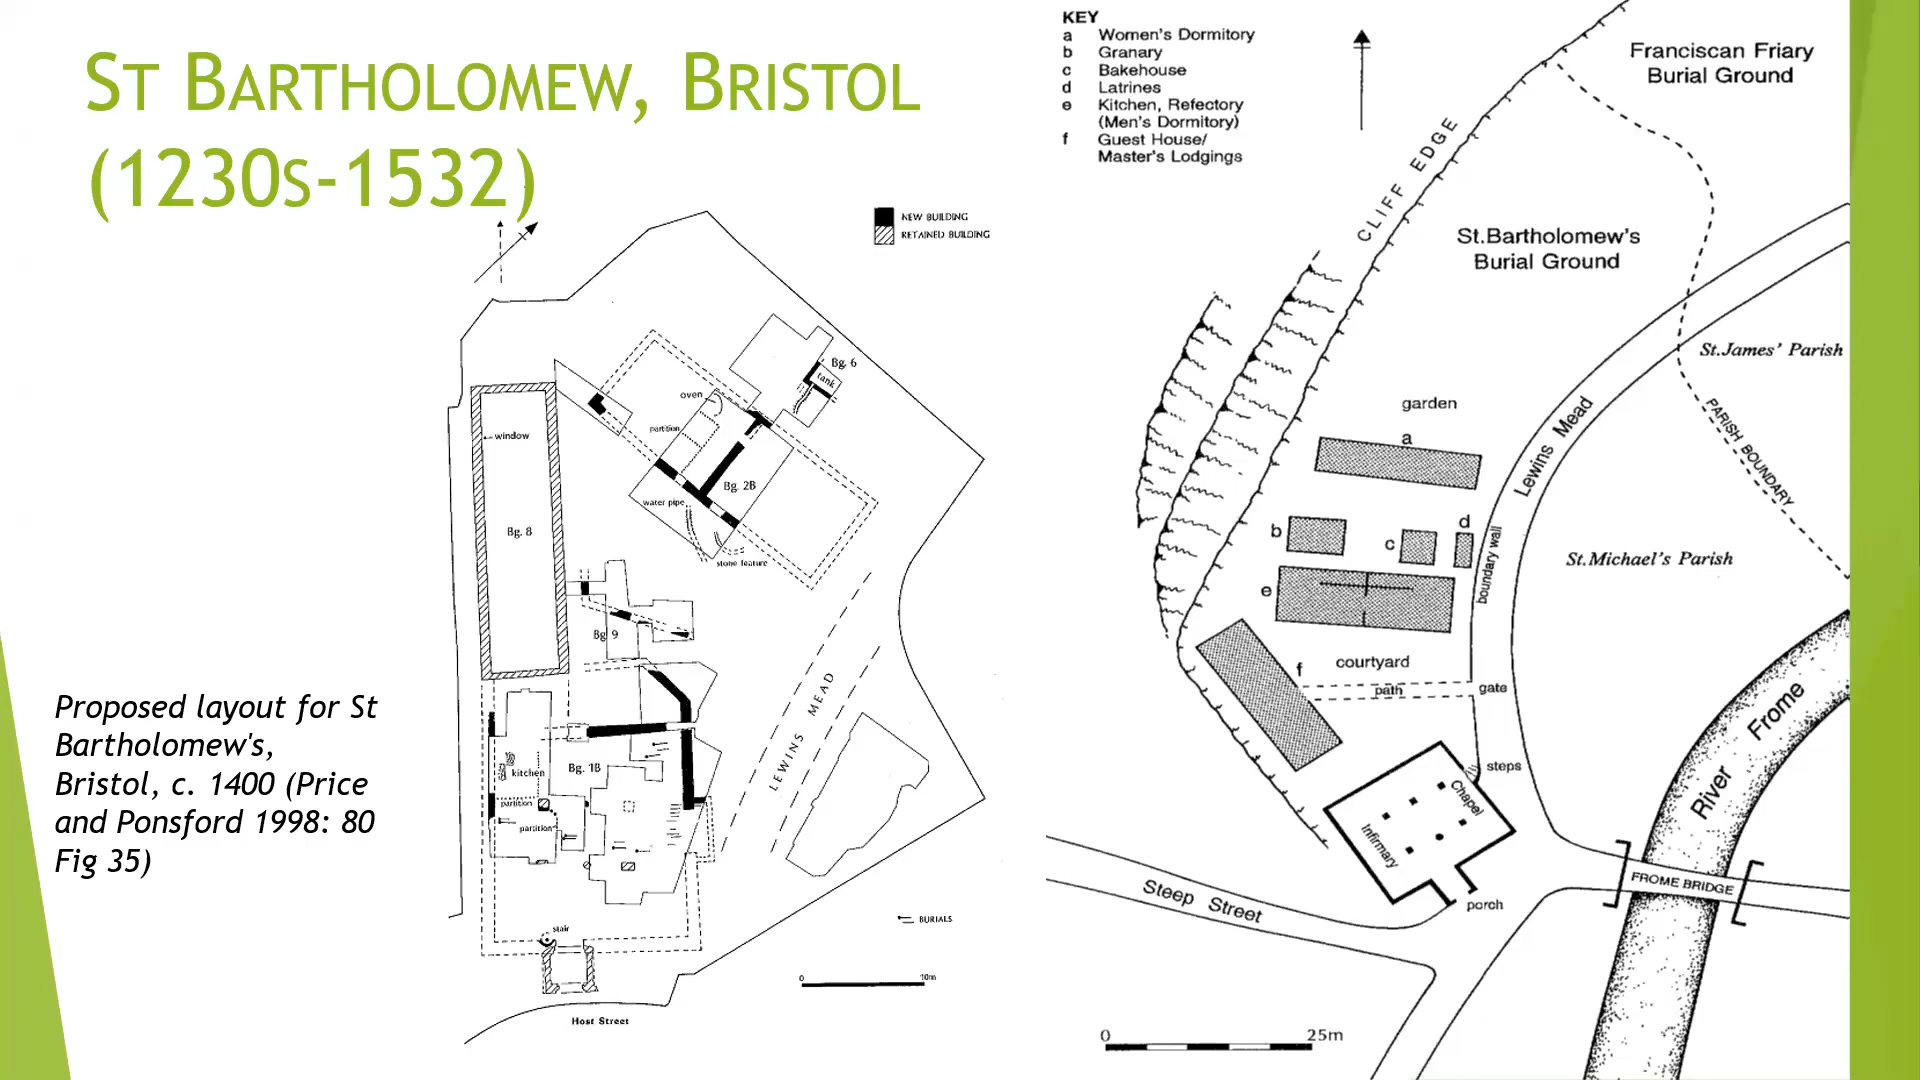 ST BARTHOLOMEW, BRISTOL
(1230S-1532)
NEW BUILDING
RETAINED BUILDING
Bg. 6
tank
oven
partition
window
Bg. 2B
water pipe
Bg. 8
stone feature
Bg 9
LEWINS MEAD
kitchen
Bg. 1B
partition
partition
BURIALS
stair
0 10m
Host Street
Proposed layout for St
Bartholomew's,
Bristol, c. 1400 (Price
and Ponsford 1998: 80
Fig 35)
KEY
a Women's Dormitory
b Granary
c Bakehouse
d Latrines
e Kitchen, Refectory
(Men's Dormitory)
f Guest House/
Master's Lodgings
Franciscan Friary
Burial Ground
CLIFF EDGE
St.Bartholomew's
Burial Ground
St.James' Parish
garden
a
Lewins Mead
PARISH BOUNDARY
b
c
d
boundary wall
St.Michael's Parish
e
courtyard
f
path
gate
River Frome
steps
Chapel
Infirmary
FROME BRIDGE
Steep Street
porch
0 25m